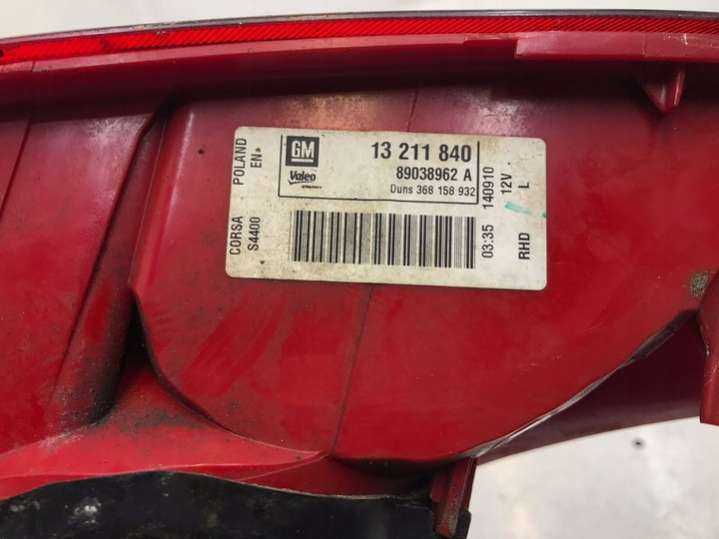 GM
13 211 840
Valeo
89038962 A
Duns 368 158 932
POLAND
EN
CORSA
S4400
140910
12V
L
03:35
RHD